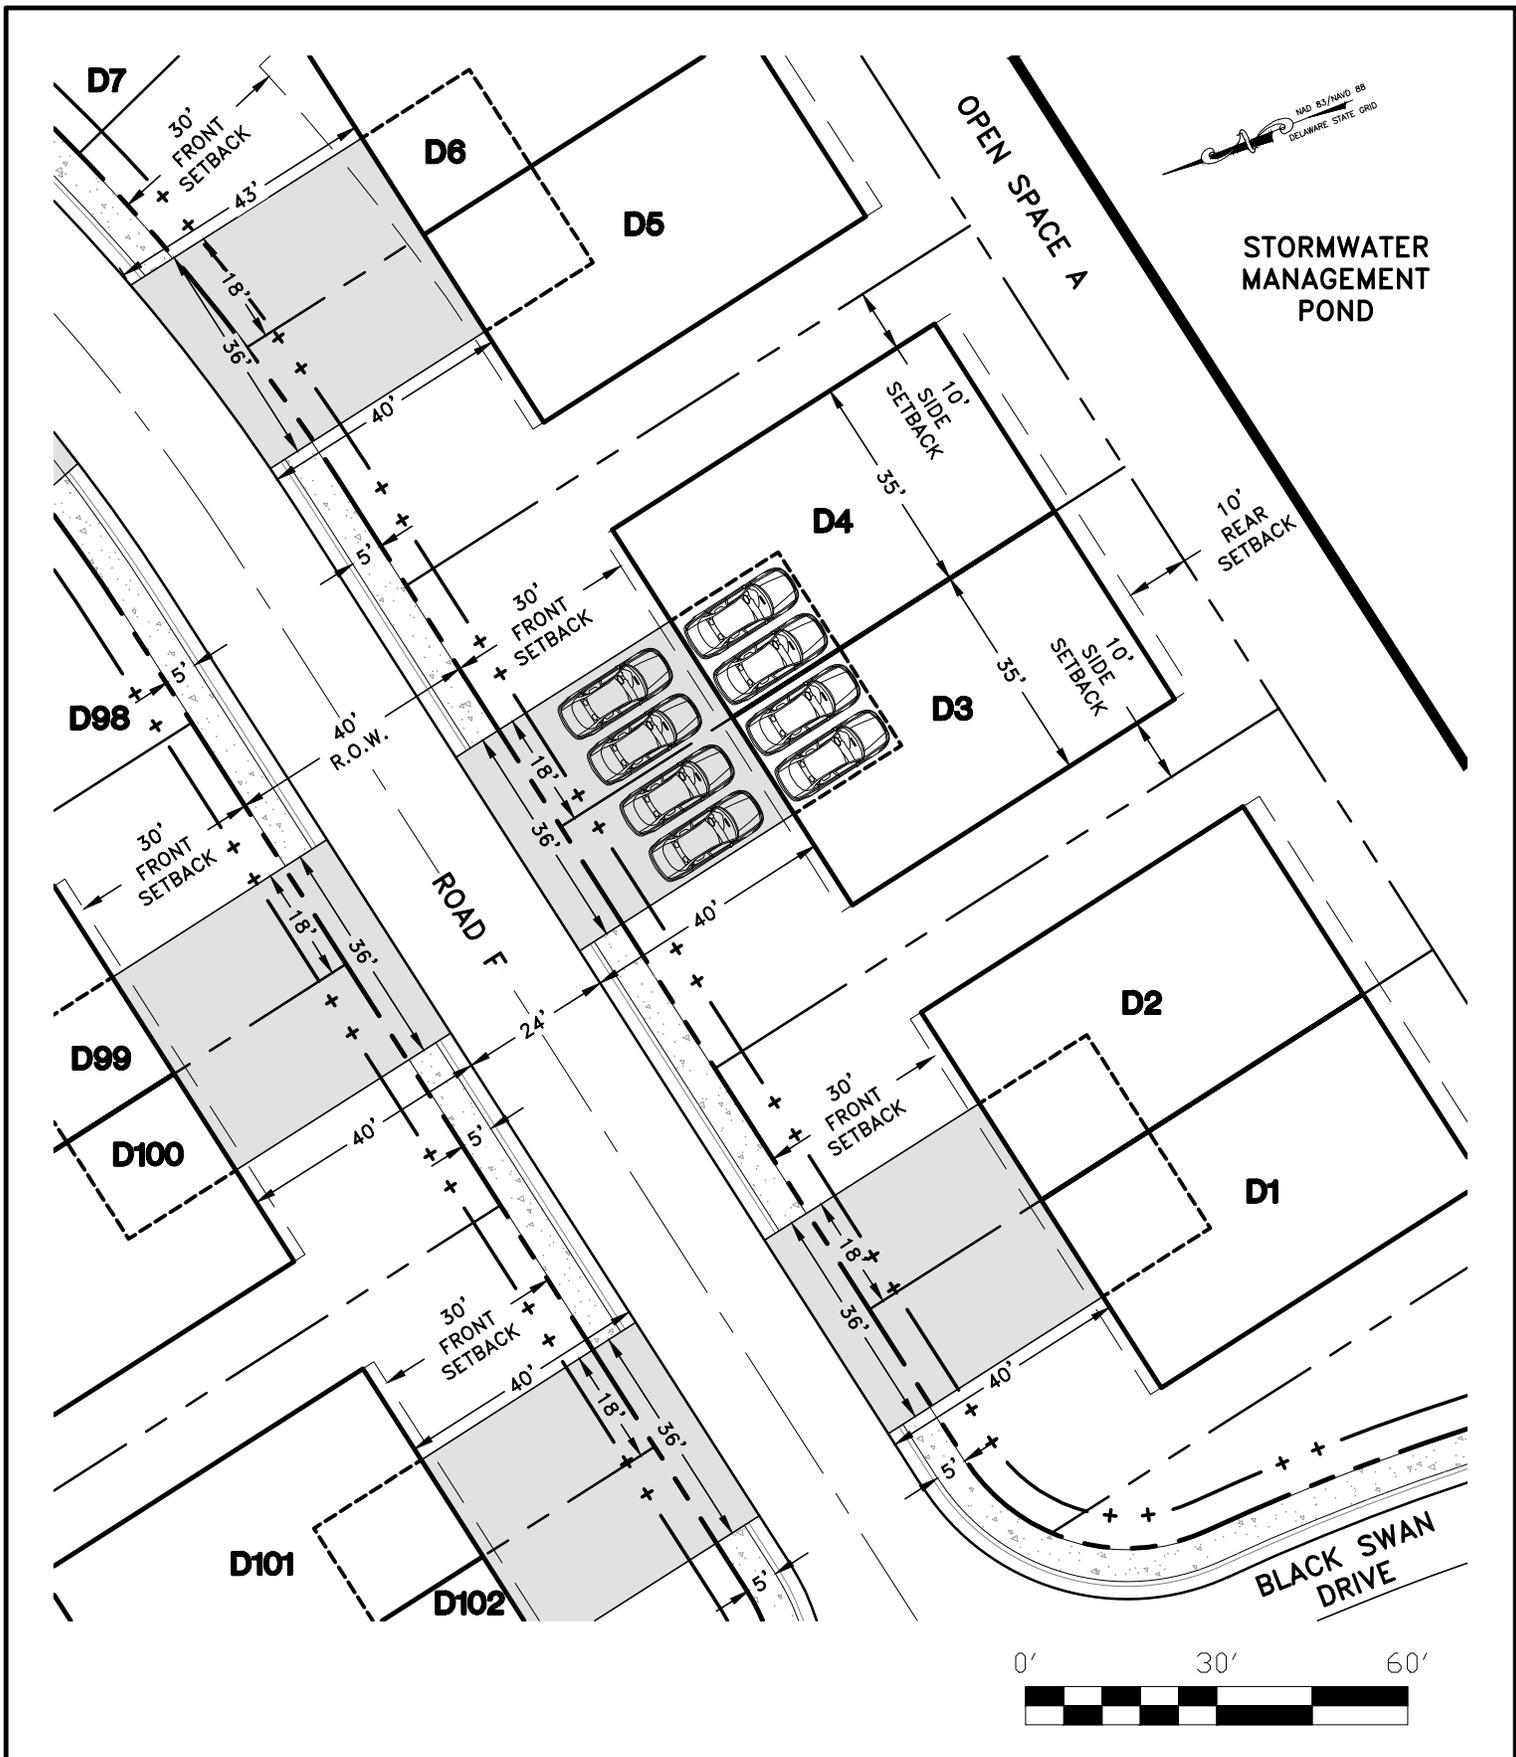 D7
30'
FRONT
SETBACK
43'
D6
D5
18'
36'
40'
OPEN SPACE A
NAD 83/NAVD 88
DELAWARE STATE GRID
STORMWATER
MANAGEMENT
POND
10'
SIDE
SETBACK
35'
D4
5'
30'
FRONT
SETBACK
10'
REAR
SETBACK
D3
35'
10'
SIDE
SETBACK
18'
36'
40'
D98
5'
40'
R.O.W.
30'
FRONT
SETBACK
18'
36'
ROAD F
24'
D99
D100
40'
5'
D2
D1
30'
FRONT
SETBACK
18'
36'
40'
5'
30'
FRONT
SETBACK
40'
18'
36'
D101
D102
5'
BLACK SWAN
DRIVE
0'
30'
60'